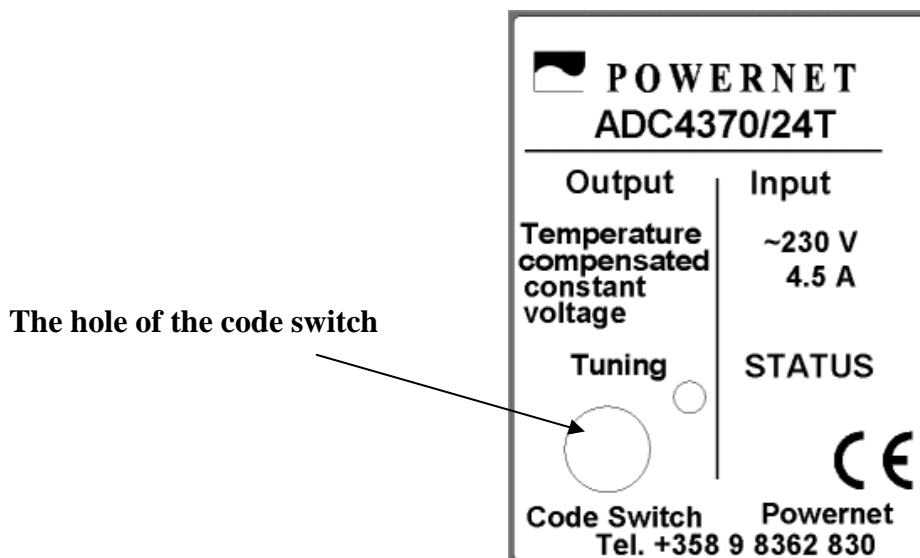 POWERNET
ADC4370/24T
Output
Input
Temperature
compensated
constant
voltage
~230 V
4.5 A
The hole of the code switch
Tuning
STATUS
CE
Code Switch
Powernet
Tel. +358 9 8362 830